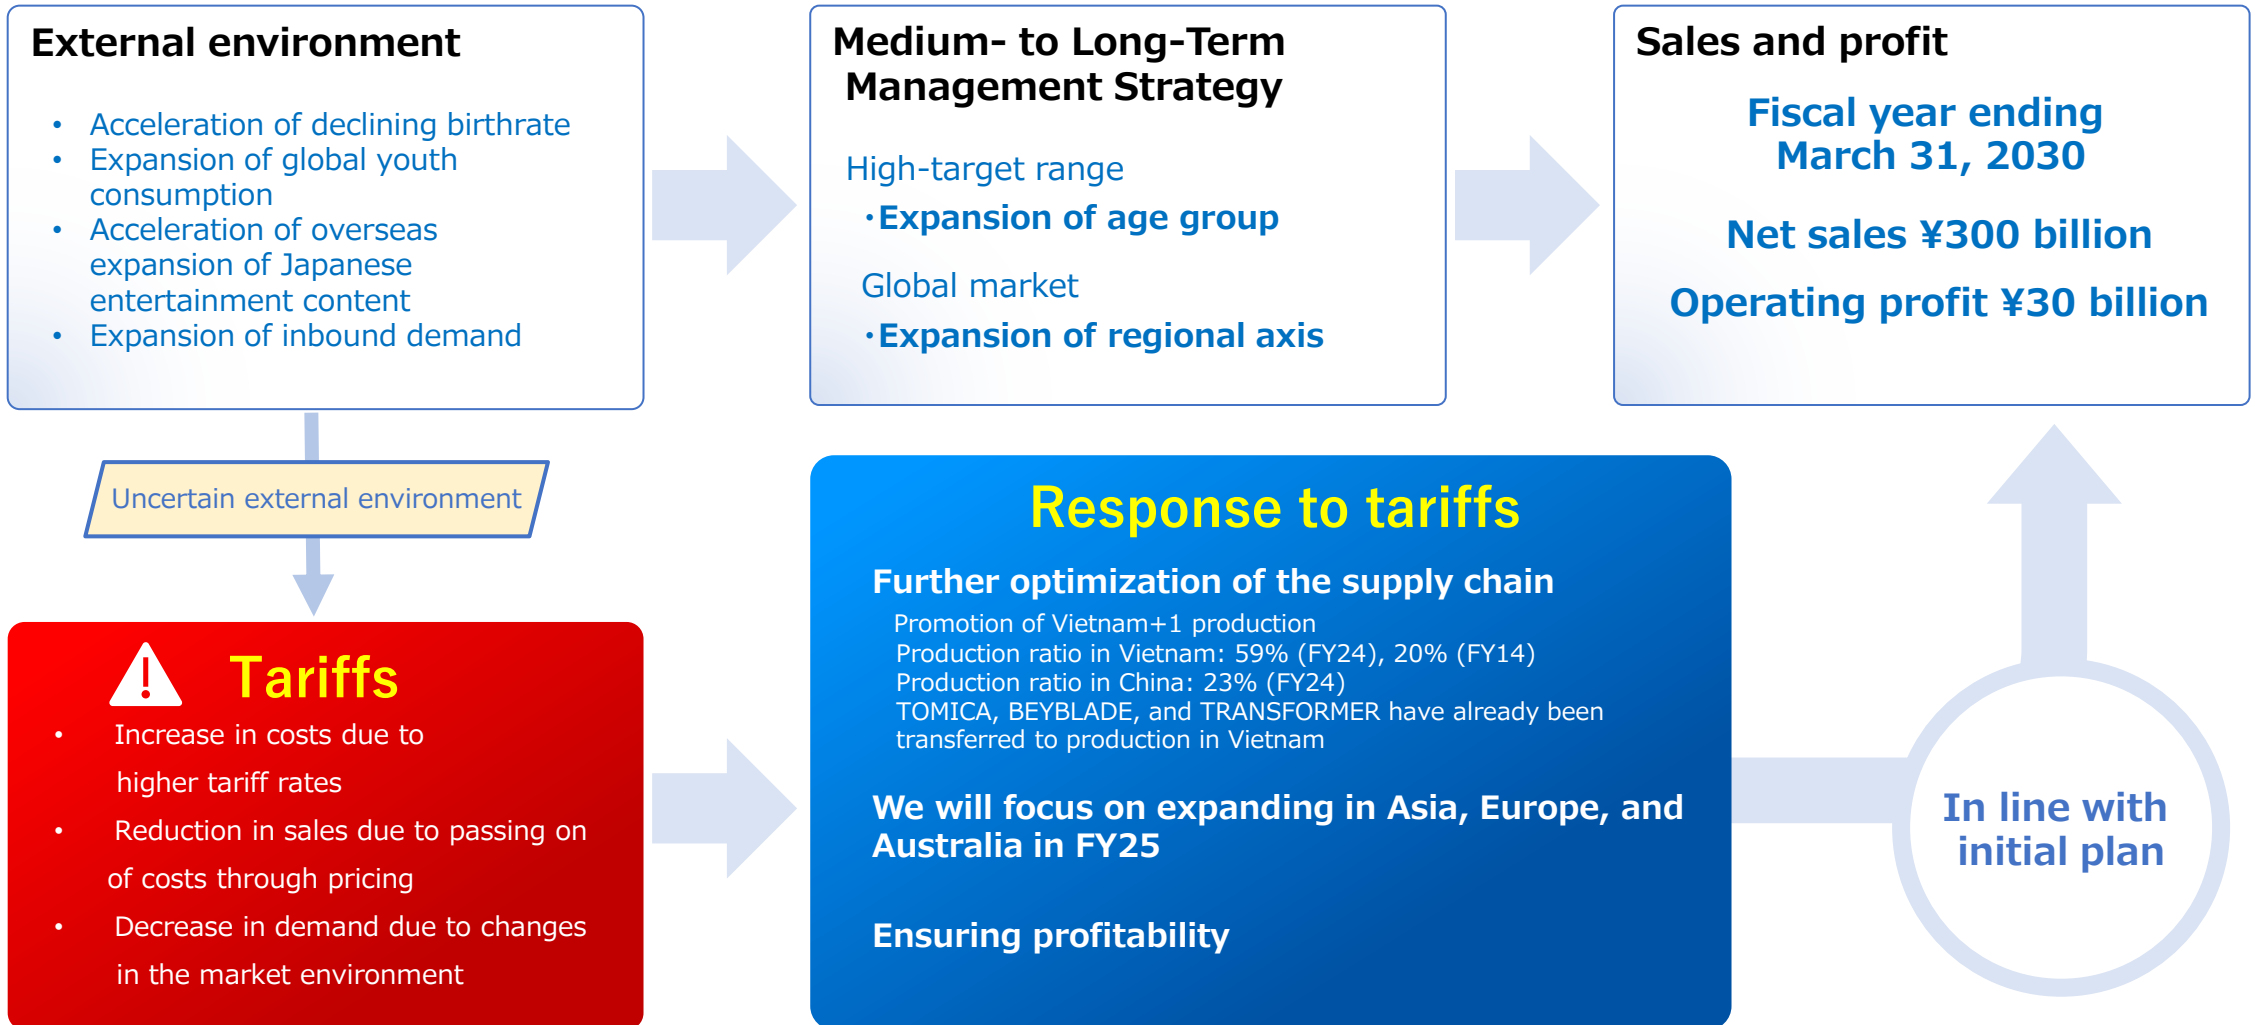 External environment
• Acceleration of declining birthrate
• Expansion of global youth
consumption
• Acceleration of overseas
expansion of Japanese
entertainment content
• Expansion of inbound demand
Medium- to Long-Term
Management Strategy
High-target range
・Expansion of age group
Global market
・Expansion of regional axis
Sales and profit
Fiscal year ending
March 31, 2030
Net sales ¥300 billion
Operating profit ¥30 billion
Uncertain external environment
Tariffs
• Increase in costs due to
higher tariff rates
• Reduction in sales due to passing on
of costs through pricing
• Decrease in demand due to changes
in the market environment
Response to tariffs
Further optimization of the supply chain
Promotion of Vietnam+1 production
Production ratio in Vietnam: 59% (FY24), 20% (FY14)
Production ratio in China: 23% (FY24)
TOMICA, BEYBLADE, and TRANSFORMER have already been
transferred to production in Vietnam
We will focus on expanding in Asia, Europe, and
Australia in FY25
Ensuring profitability
In line with
initial plan